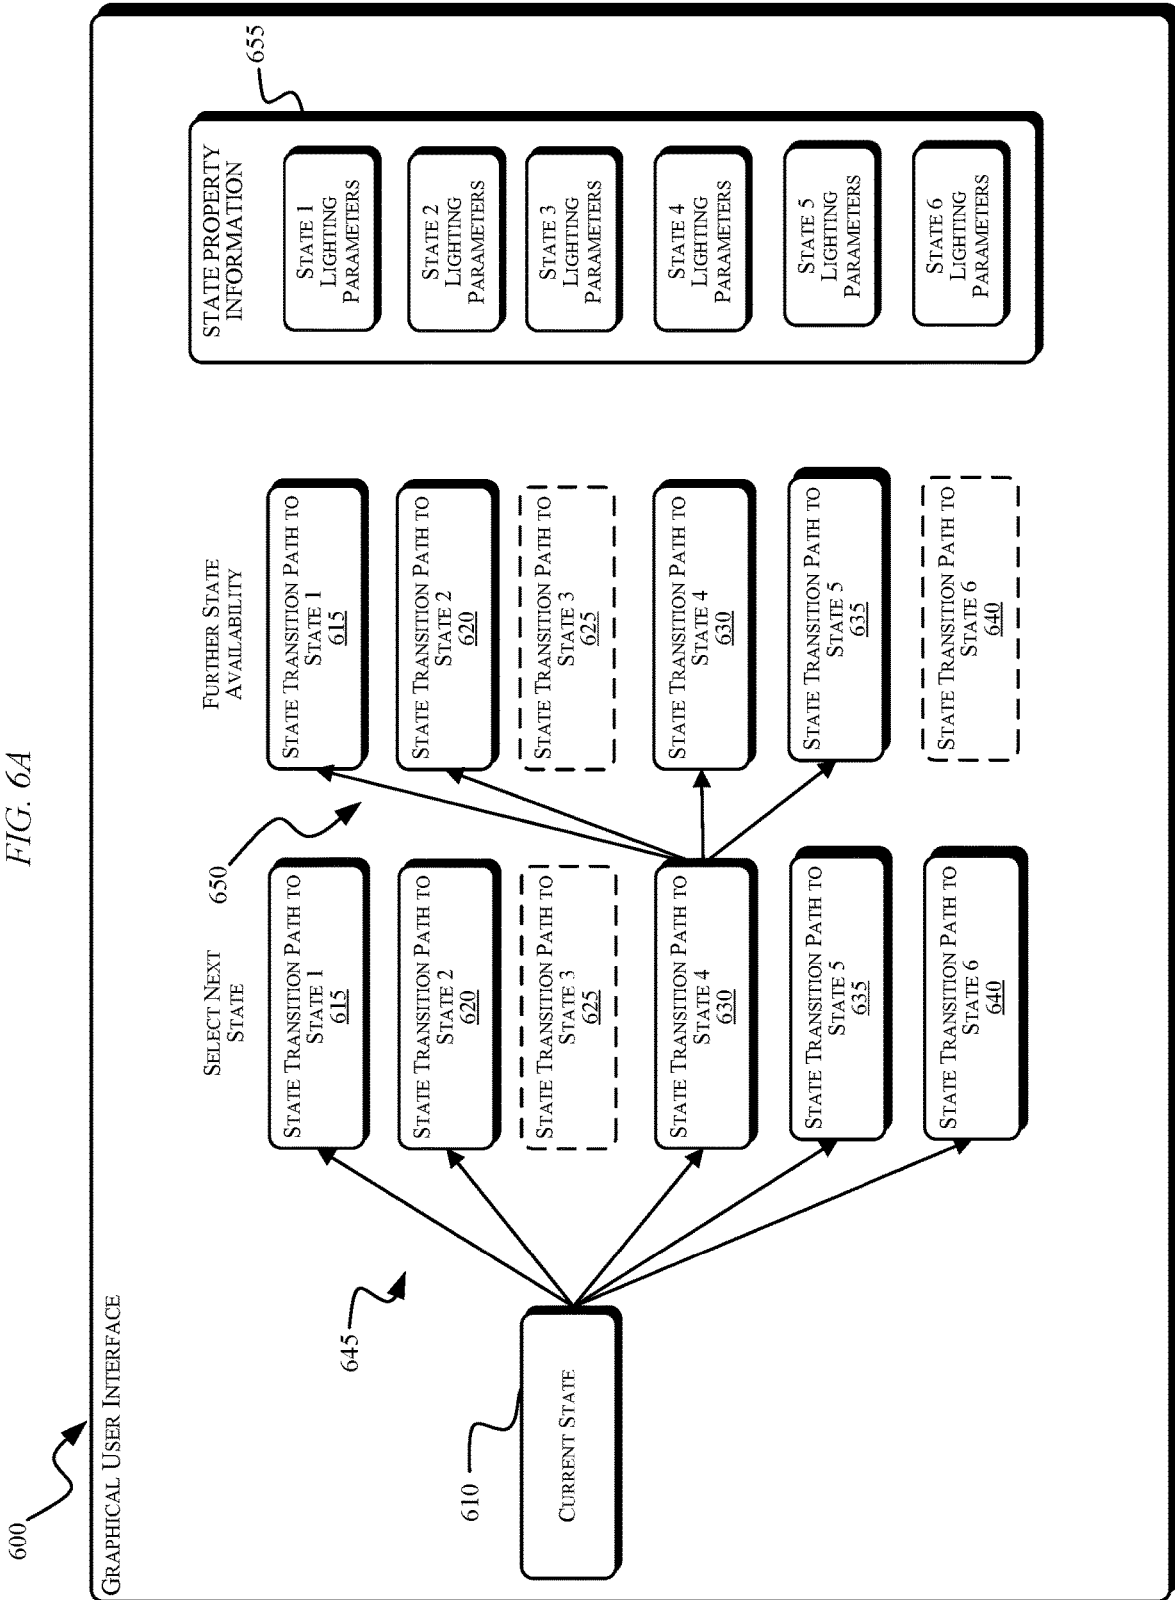 FIG. 6A
600
GRAPHICAL USER INTERFACE
610
CURRENT STATE
645
SELECT NEXT
STATE
STATE TRANSITION PATH TO
STATE 1
615
STATE TRANSITION PATH TO
STATE 2
620
STATE TRANSITION PATH TO
STATE 3
625
STATE TRANSITION PATH TO
STATE 4
630
STATE TRANSITION PATH TO
STATE 5
635
STATE TRANSITION PATH TO
STATE 6
640
650
FURTHER STATE
AVAILABILITY
STATE TRANSITION PATH TO
STATE 1
615
STATE TRANSITION PATH TO
STATE 2
620
STATE TRANSITION PATH TO
STATE 3
625
STATE TRANSITION PATH TO
STATE 4
630
STATE TRANSITION PATH TO
STATE 5
635
STATE TRANSITION PATH TO
STATE 6
640
655
STATE PROPERTY
INFORMATION
STATE 1
LIGHTING
PARAMETERS
STATE 2
LIGHTING
PARAMETERS
STATE 3
LIGHTING
PARAMETERS
STATE 4
LIGHTING
PARAMETERS
STATE 5
LIGHTING
PARAMETERS
STATE 6
LIGHTING
PARAMETERS